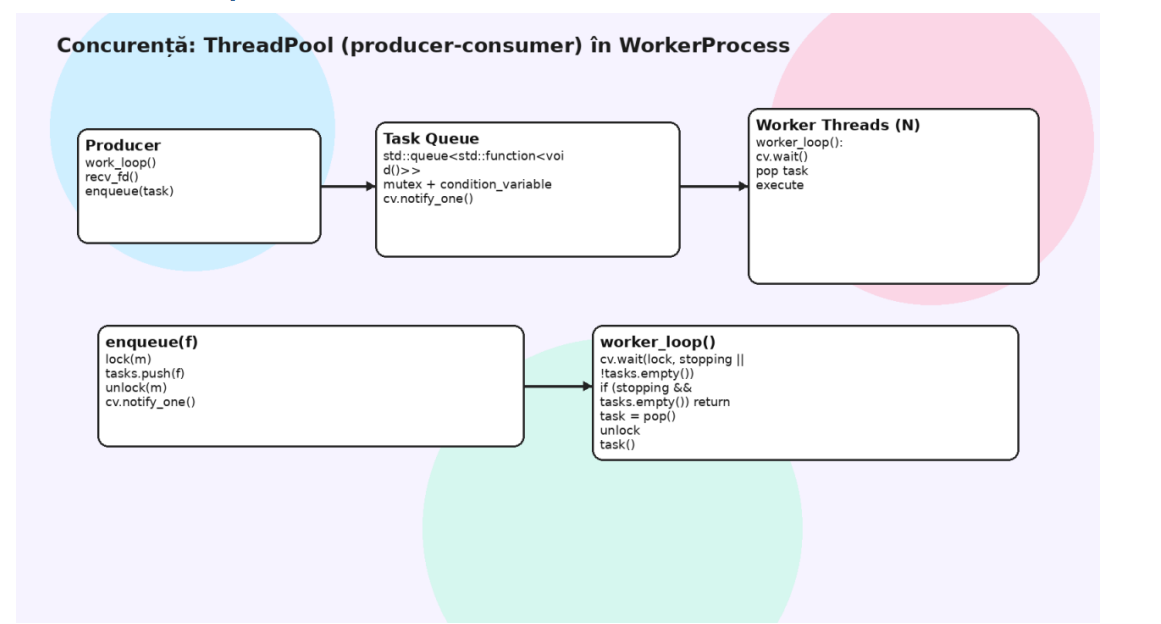 Concurență: ThreadPool (producer-consumer) în WorkerProcess
Producer
work_loop()
recv_fd()
enqueue(task)
Task Queue
std::queue<std::function<voi
d()>>
mutex + condition_variable
cv.notify_one()
Worker Threads (N)
worker_loop():
cv.wait()
pop task
execute
enqueue(f)
lock(m)
tasks.push(f)
unlock(m)
cv.notify_one()
worker_loop()
cv.wait(lock, stopping ||
!tasks.empty())
if (stopping &&
tasks.empty()) return
task = pop()
unlock
task()